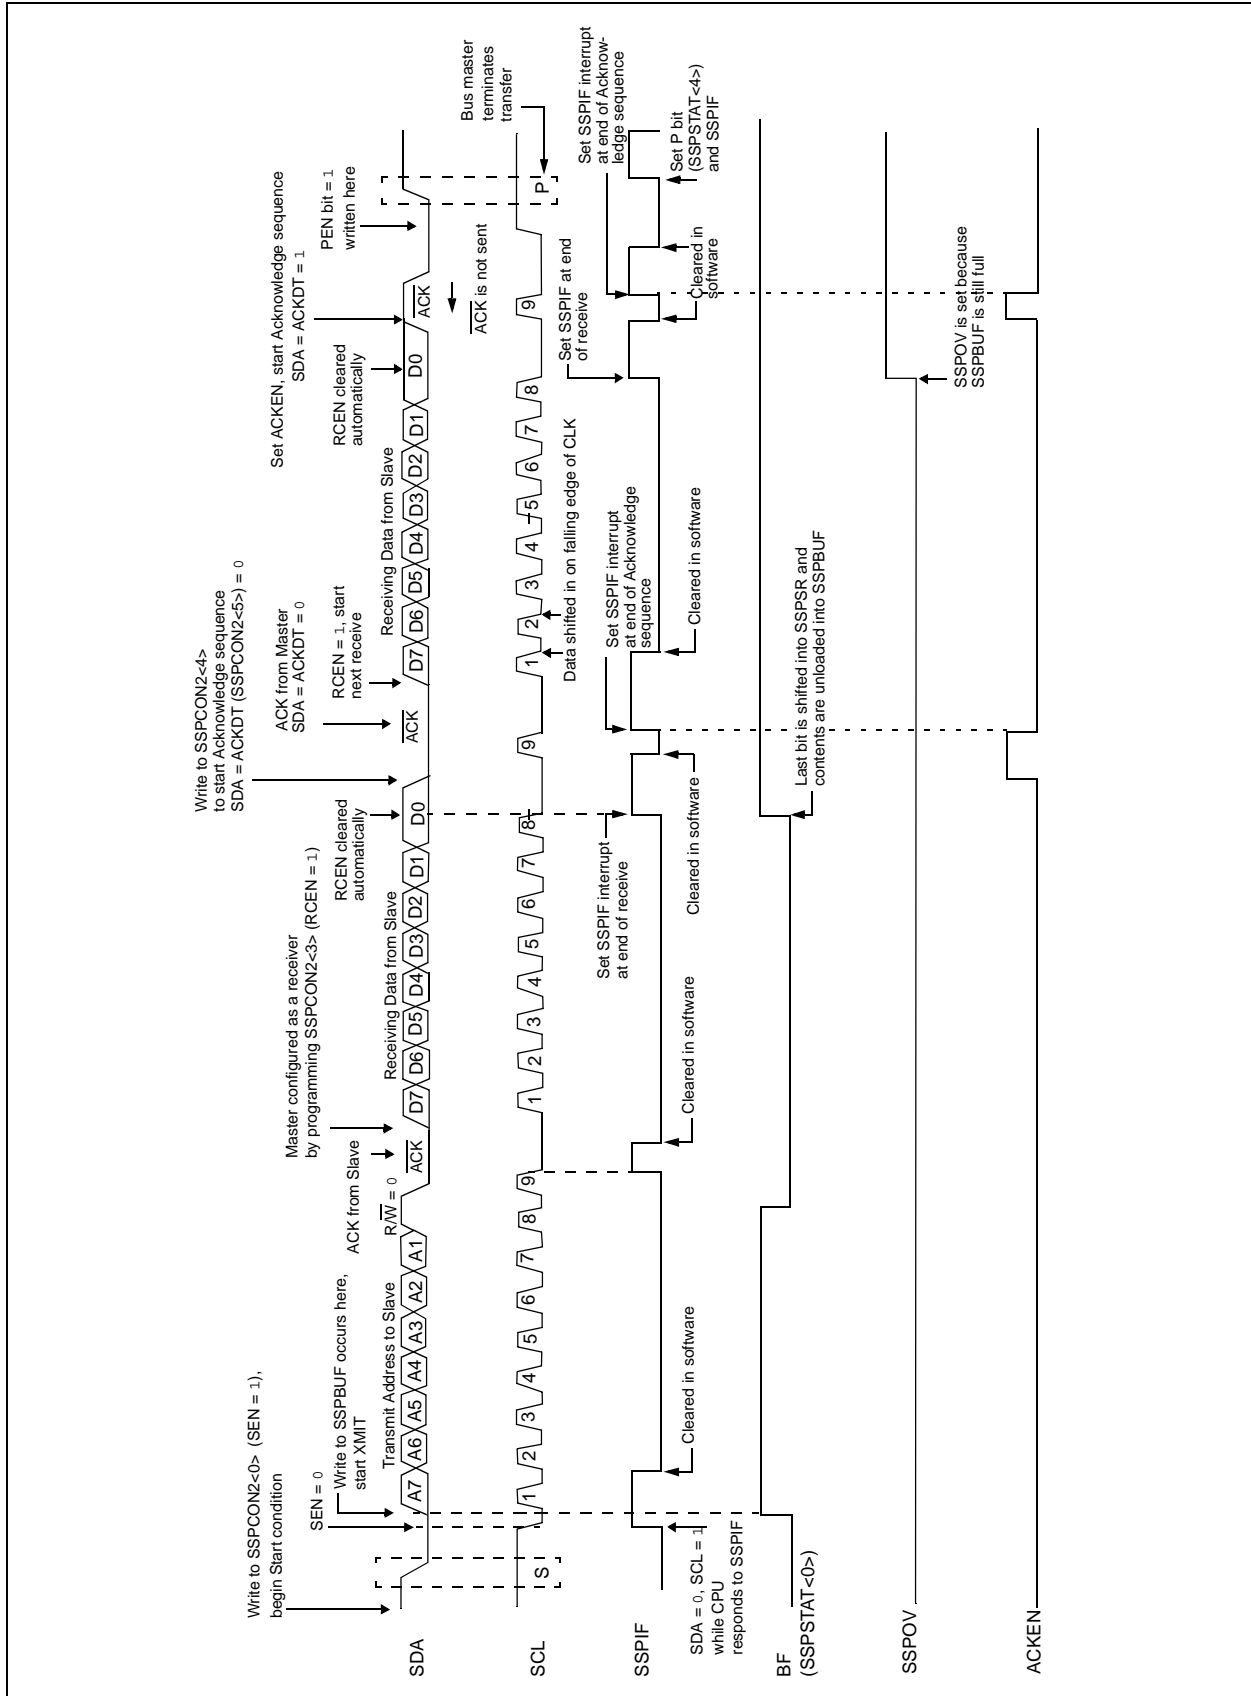 Write to SSPCON2<0> (SEN = 1),
begin Start condition
SEN = 0
Write to SSPBUF occurs here,
start XMIT
Transmit Address to Slave
R/W = 0
ACK from Slave
Master configured as a receiver
by programming SSPCON2<3> (RCEN = 1)
Receiving Data from Slave
RCEN cleared
automatically
Write to SSPCON2<4>
to start Acknowledge sequence
SDA = ACKDT (SSPCON2<5>) = 0
ACK from Master
SDA = ACKDT = 0
RCEN = 1, start
next receive
Receiving Data from Slave
RCEN cleared
automatically
Set ACKEN, start Acknowledge sequence
SDA = ACKDT = 1
PEN bit = 1
written here
SDA
A7 A6 A5 A4 A3 A2 A1 ACK D7 D6 D5 D4 D3 D2 D1 D0 ACK D7 D6 D5 D4 D3 D2 D1 D0 ACK
ACK is not sent
Bus master
terminates
transfer
SCL
S 1 2 3 4 5 6 7 8 9 1 2 3 4 5 6 7 8 9 1 2 3 4 5 6 7 8 9 P
Data shifted in on falling edge of CLK
Set SSPIF interrupt
at end of receive
Set SSPIF interrupt
at end of Acknowledge
sequence
Set SSPIF at end
of receive
Set SSPIF interrupt
at end of Acknow-
ledge sequence
SSPIF
SDA = 0, SCL = 1
while CPU
responds to SSPIF
Cleared in software
Cleared in software
Cleared in software
Cleared in software
Cleared in
software
Set P bit
(SSPSTAT<4>)
and SSPIF
BF
(SSPSTAT<0>)
Last bit is shifted into SSPSR and
contents are unloaded into SSPBUF
SSPOV
SSPOV is set because
SSPBUF is still full
ACKEN